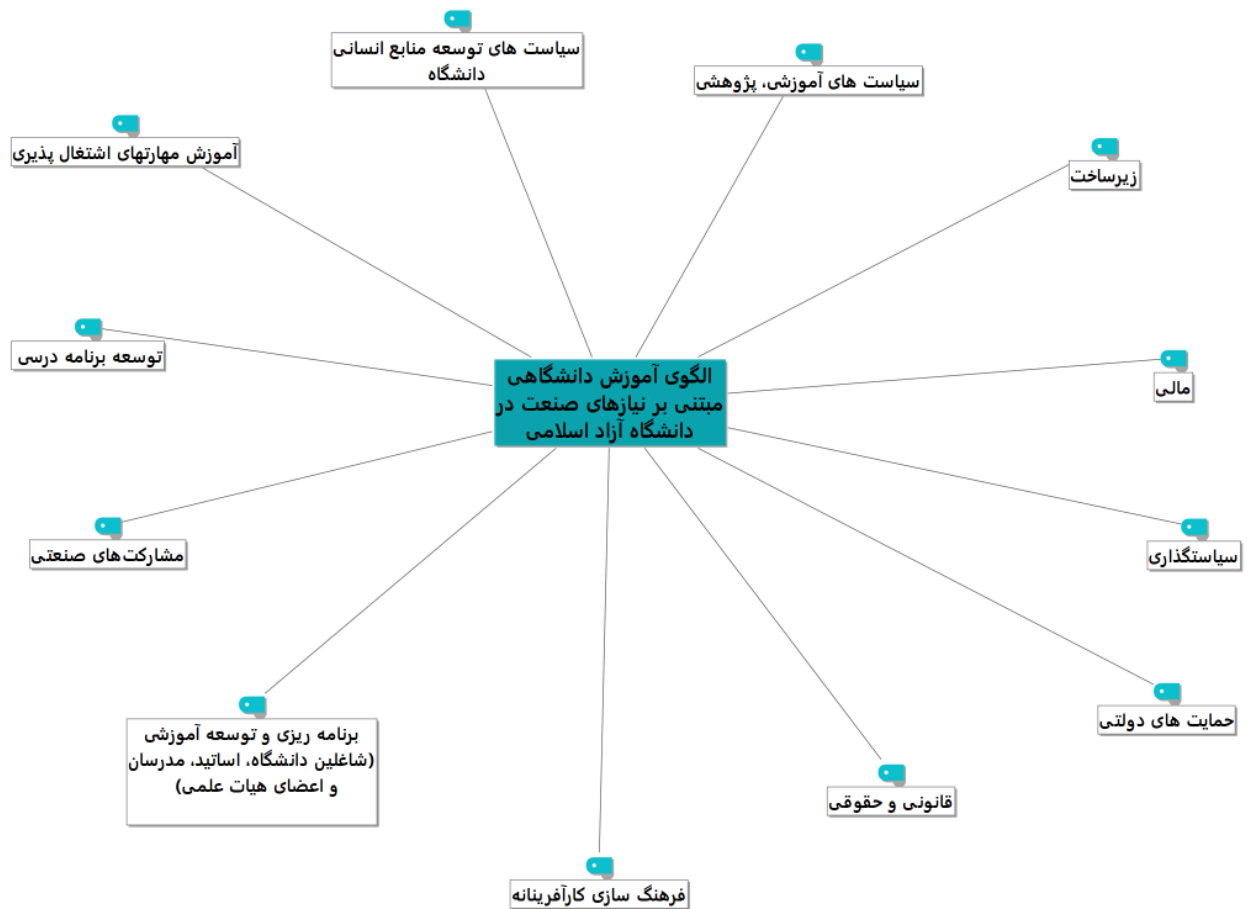 سیاست های توسعه منابع انسانی
دانشگاه
سیاست های آموزشی، پژوهشی
آموزش مهارتهای اشتغال پذیری
زیرساخت
توسعه برنامه درسی
الگوی آموزش دانشگاهی
مبتنی بر نیازهای صنعت در
دانشگاه آزاد اسلامی
مالی
مشارکت‌های صنعتی
سیاستگذاری
حمایت های دولتی
برنامه ریزی و توسعه آموزشی
(شاغلین دانشگاه، اساتید، مدرسان
و اعضای هیات علمی)
قانونی و حقوقی
فرهنگ سازی کارآفرینانه